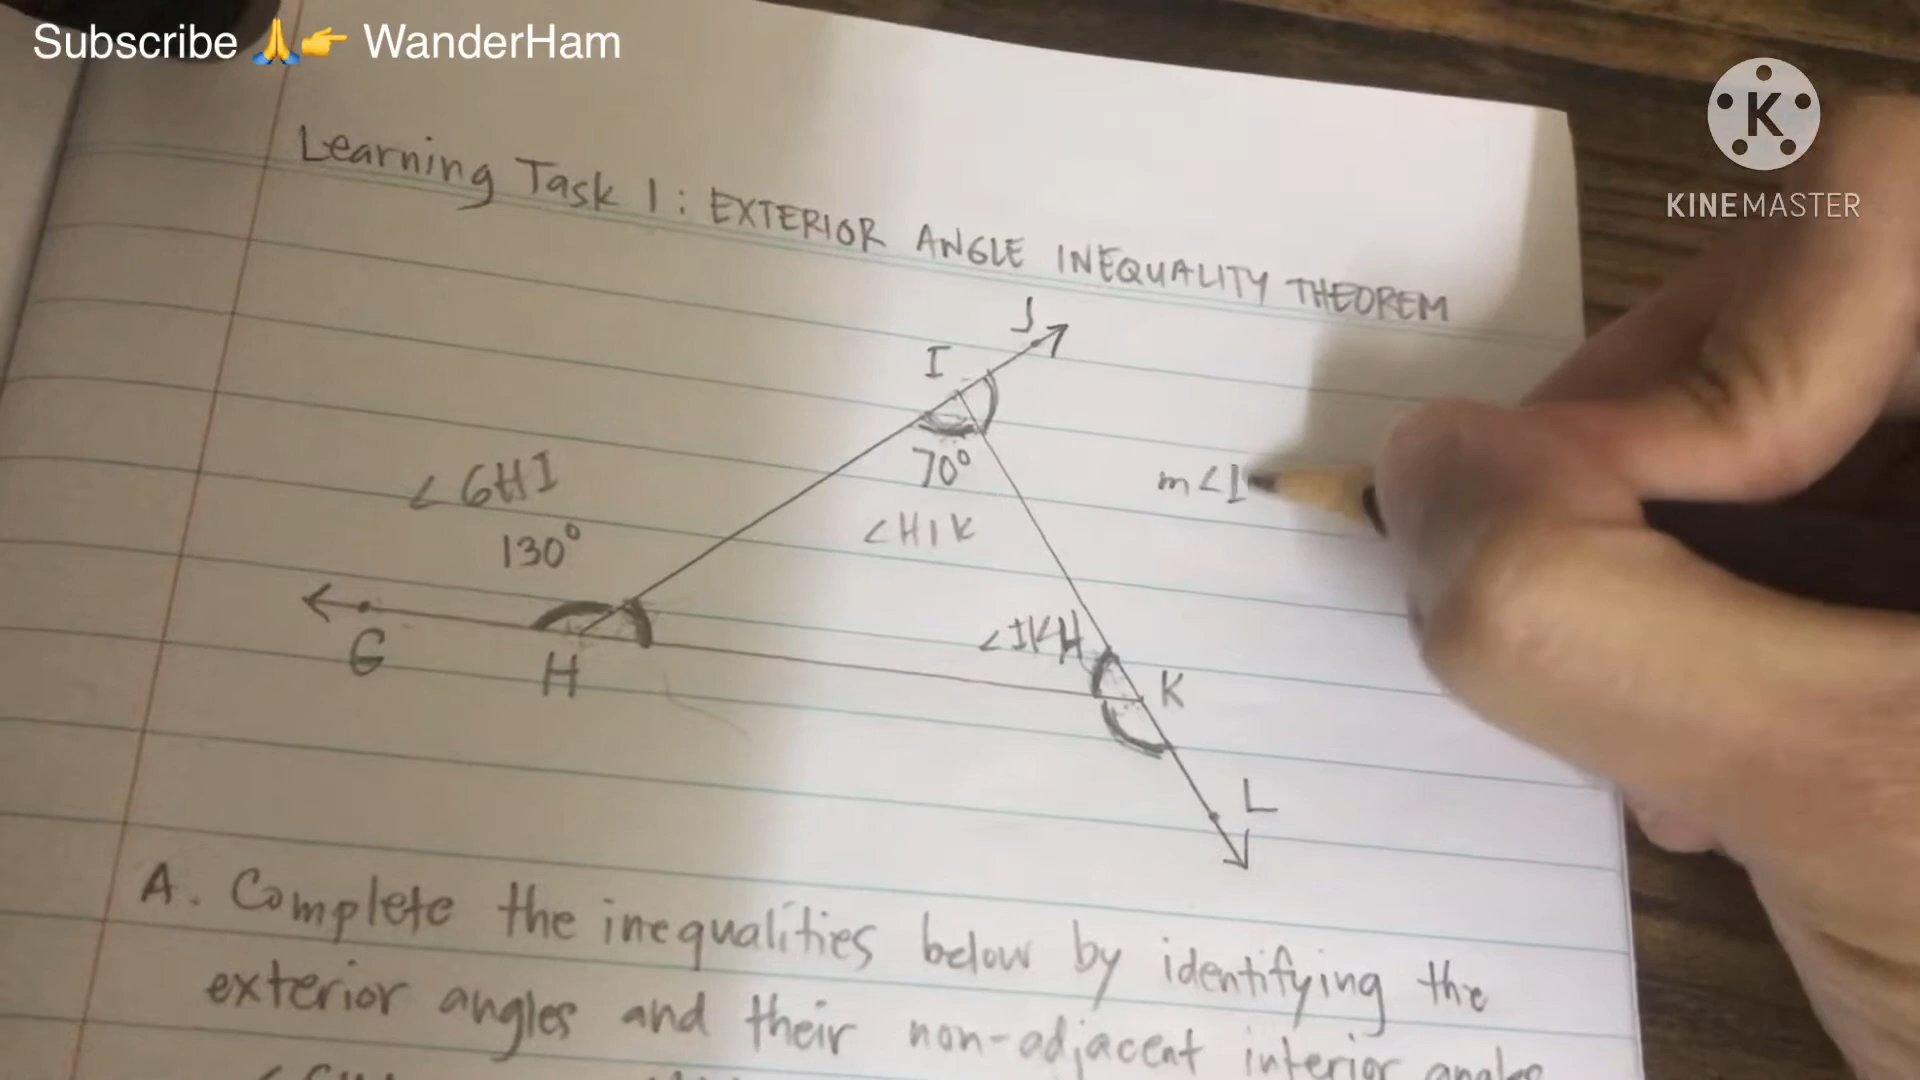 Subscribe 🙏👉 WanderHam
K
KINEMASTER
Learning Task 1: EXTERIOR ANGLE INEQUALITY THEOREM
J
I
70°
∠HIK
m∠I
∠GHI
130°
G
H
∠IKH
K
L
A. Complete the inequalities below by identifying the
exterior angles and their non-adjacent interior angles